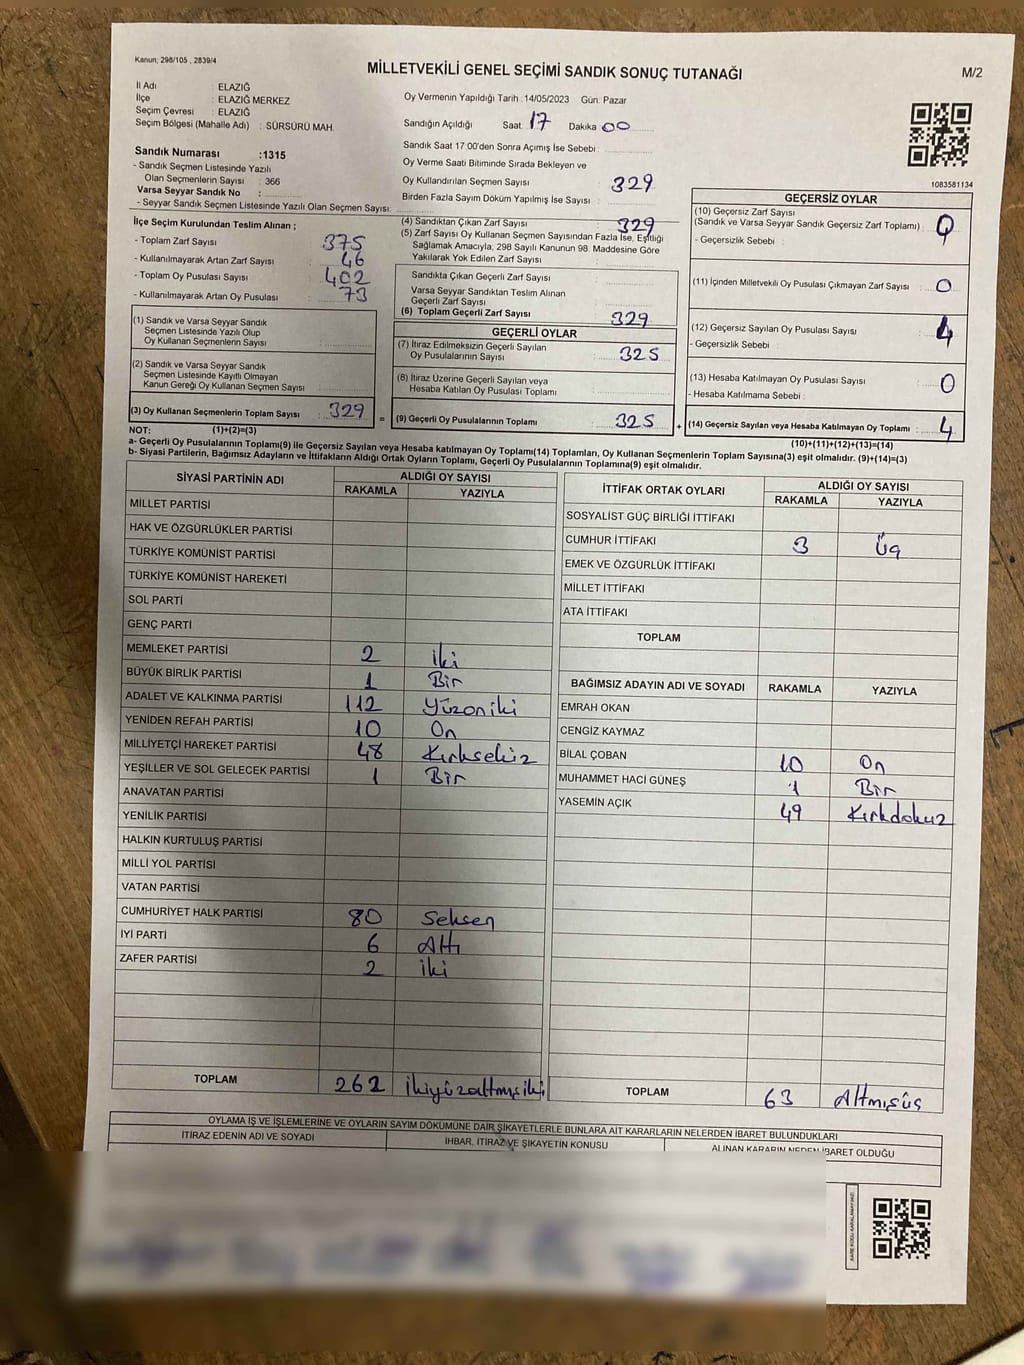 Kanun; 298/105 , 2839/4
MİLLETVEKİLİ GENEL SEÇİMİ SANDIK SONUÇ TUTANAĞI
M/2
İl Adı : ELAZIĞ
İlçe : ELAZIĞ MERKEZ
Seçim Çevresi : ELAZIĞ
Seçim Bölgesi (Mahalle Adı) : SÜRSÜRÜ MAH.
Oy Vermenin Yapıldığı Tarih :14/05/2023 Gün: Pazar
Sandığın Açıldığı Saat 17 Dakika 00
Sandık Saat 17:00'den Sonra Açımış İse Sebebi :
Oy Verme Saati Bitiminde Sırada Bekleyen ve
Oy Kullandırılan Seçmen Sayısı : 329
Birden Fazla Sayım Döküm Yapılmış İse Sayısı :
Sandık Numarası :1315
- Sandık Seçmen Listesinde Yazılı
Olan Seçmenlerin Sayısı : 366
Varsa Seyyar Sandık No :
- Seyyar Sandık Seçmen Listesinde Yazılı Olan Seçmen Sayısı:
1083581134
İlçe Seçim Kurulundan Teslim Alınan ;
- Toplam Zarf Sayısı : 375
- Kullanılmayarak Artan Zarf Sayısı : 46
- Toplam Oy Pusulası Sayısı : 402
- Kullanılmayarak Artan Oy Pusulası : 73
(4) Sandıktan Çıkan Zarf Sayısı : 329
(5) Zarf Sayısı Oy Kullanan Seçmen Sayısından Fazla İse, Eşitliği
Sağlamak Amacıyla, 298 Sayılı Kanunun 98. Maddesine Göre
Yakılarak Yok Edilen Zarf Sayısı :
Sandıkta Çıkan Geçerli Zarf Sayısı :
Varsa Seyyar Sandıktan Teslim Alınan
Geçerli Zarf Sayısı :
(6) Toplam Geçerli Zarf Sayısı : 329
GEÇERLİ OYLAR
(7) İtiraz Edilmeksizin Geçerli Sayılan
Oy Pusulalarının Sayısı : 325
(8) İtiraz Üzerine Geçerli Sayılan veya
Hesaba Katılan Oy Pusulası Toplamı :
(9) Geçerli Oy Pusulalarının Toplamı : 325
(1) Sandık ve Varsa Seyyar Sandık
Seçmen Listesinde Yazılı Olup
Oy Kullanan Seçmenlerin Sayısı :
(2) Sandık ve Varsa Seyyar Sandık
Seçmen Listesinde Kayıtlı Olmayan
Kanun Gereği Oy Kullanan Seçmen Sayısı :
(3) Oy Kullanan Seçmenlerin Toplam Sayısı : 329
=
+
GEÇERSİZ OYLAR
(10) Geçersiz Zarf Sayısı
(Sandık ve Varsa Seyyar Sandık Geçersiz Zarf Toplamı) : 0
- Geçersizlik Sebebi :
(11) İçinden Milletvekili Oy Pusulası Çıkmayan Zarf Sayısı : 0
(12) Geçersiz Sayılan Oy Pusulası Sayısı : 4
- Geçersizlik Sebebi :
(13) Hesaba Katılmayan Oy Pusulası Sayısı : 0
- Hesaba Katılmama Sebebi :
(14) Geçersiz Sayılan veya Hesaba Katılmayan Oy Toplamı : 4
NOT: (1)+(2)=(3)
(10)+(11)+(12)+(13)=(14)
a- Geçerli Oy Pusulalarının Toplamı(9) ile Geçersiz Sayılan veya Hesaba katılmayan Oy Toplamı(14) Toplamları, Oy Kullanan Seçmenlerin Toplam Sayısına(3) eşit olmalıdır. (9)+(14)=(3)
b- Siyasi Partilerin, Bağımsız Adayların ve İttifakların Aldığı Ortak Oyların Toplamı, Geçerli Oy Pusulalarının Toplamına(9) eşit olmalıdır.
SİYASİ PARTİNİN ADI ALDIĞI OY SAYISI
RAKAMLA YAZIYLA
MİLLET PARTİSİ
HAK VE ÖZGÜRLÜKLER PARTİSİ
TÜRKİYE KOMÜNİST PARTİSİ
TÜRKİYE KOMÜNİST HAREKETİ
SOL PARTİ
GENÇ PARTİ
MEMLEKET PARTİSİ 2 iki
BÜYÜK BİRLİK PARTİSİ 1 Bir
ADALET VE KALKINMA PARTİSİ 112 Yüzoniki
YENİDEN REFAH PARTİSİ 10 On
MİLLİYETÇİ HAREKET PARTİSİ 48 Kırksekiz
YEŞİLLER VE SOL GELECEK PARTİSİ 1 Bir
ANAVATAN PARTİSİ
YENİLİK PARTİSİ
HALKIN KURTULUŞ PARTİSİ
MİLLİ YOL PARTİSİ
VATAN PARTİSİ
CUMHURİYET HALK PARTİSİ 80 Seksen
İYİ PARTİ 6 Altı
ZAFER PARTİSİ 2 iki
TOPLAM 262 ikiyüzaltmışiki
İTTİFAK ORTAK OYLARI ALDIĞI OY SAYISI
RAKAMLA YAZIYLA
SOSYALİST GÜÇ BİRLİĞİ İTTİFAKI
CUMHUR İTTİFAKI 3 Üç
EMEK VE ÖZGÜRLÜK İTTİFAKI
MİLLET İTTİFAKI
ATA İTTİFAKI
TOPLAM
BAĞIMSIZ ADAYIN ADI VE SOYADI RAKAMLA YAZIYLA
EMRAH OKAN
CENGİZ KAYMAZ
BİLAL ÇOBAN 10 On
MUHAMMET HACİ GÜNEŞ 1 Bir
YASEMİN AÇIK 49 Kırkdokuz
TOPLAM 63 Altmışüç
OYLAMA İŞ VE İŞLEMLERİNE VE OYLARIN SAYIM DÖKÜMÜNE DAİR ŞİKAYETLERLE BUNLARA AİT KARARLARIN NELERDEN İBARET BULUNDUKLARI
İTİRAZ EDENİN ADI VE SOYADI İHBAR, İTİRAZ VE ŞİKAYETİN KONUSU ALINAN KARARIN NEDEN İBARET OLDUĞU